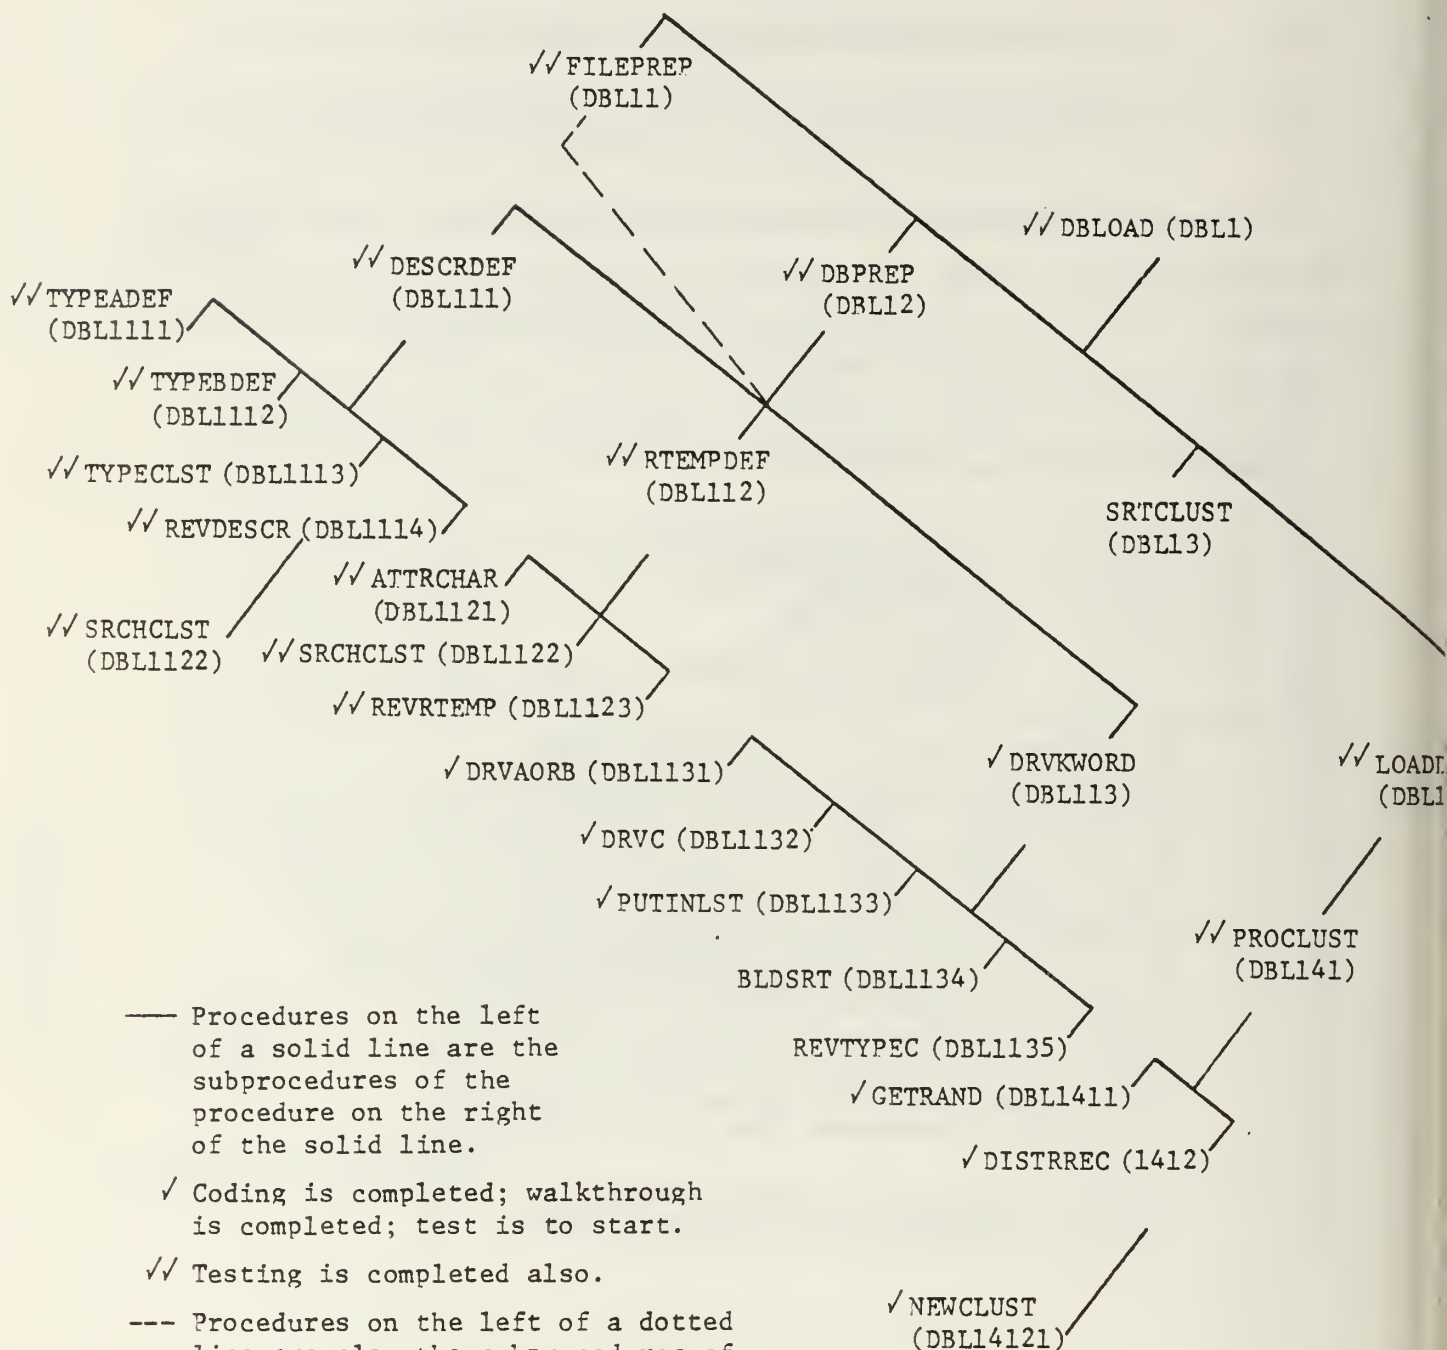 √√ FILEPREP
(DBL11)
√√ DBLOAD (DBL1)
√√ DESCRDEF
(DBL111)
√√ DBPREP
(DBL12)
√√ TYPEADEF
(DBL1111)
√√ TYPEBDEF
(DBL1112)
√√ TYPECLST (DBL1113)
√√ RTEMPDEF
(DBL112)
SRTCLUST
(DBL13)
√√ REVDESCR (DBL1114)
√√ ATTRCHAR
(DBL1121)
√√ SRCHCLST
(DBL1122)
√√ SRCHCLST (DBL1122)
√√ REVRTEMP (DBL1123)
√ DRVAORB (DBL1131)
√ DRVKWORD
(DBL113)
√√ LOADD
(DBL1
√ DRVC (DBL1132)
√ PUTINLST (DBL1133)
√√ PROCLUST
(DBL141)
BLDSRT (DBL1134)
REVTYPEC (DBL1135)
√ GETRAND (DBL1411)
√ DISTRREC (1412)
√ NEWCLUST
(DBL14121)
—— Procedures on the left
of a solid line are the
subprocedures of the
procedure on the right
of the solid line.
√ Coding is completed; walkthrough
is completed; test is to start.
√√ Testing is completed also.
--- Procedures on the left of a dotted